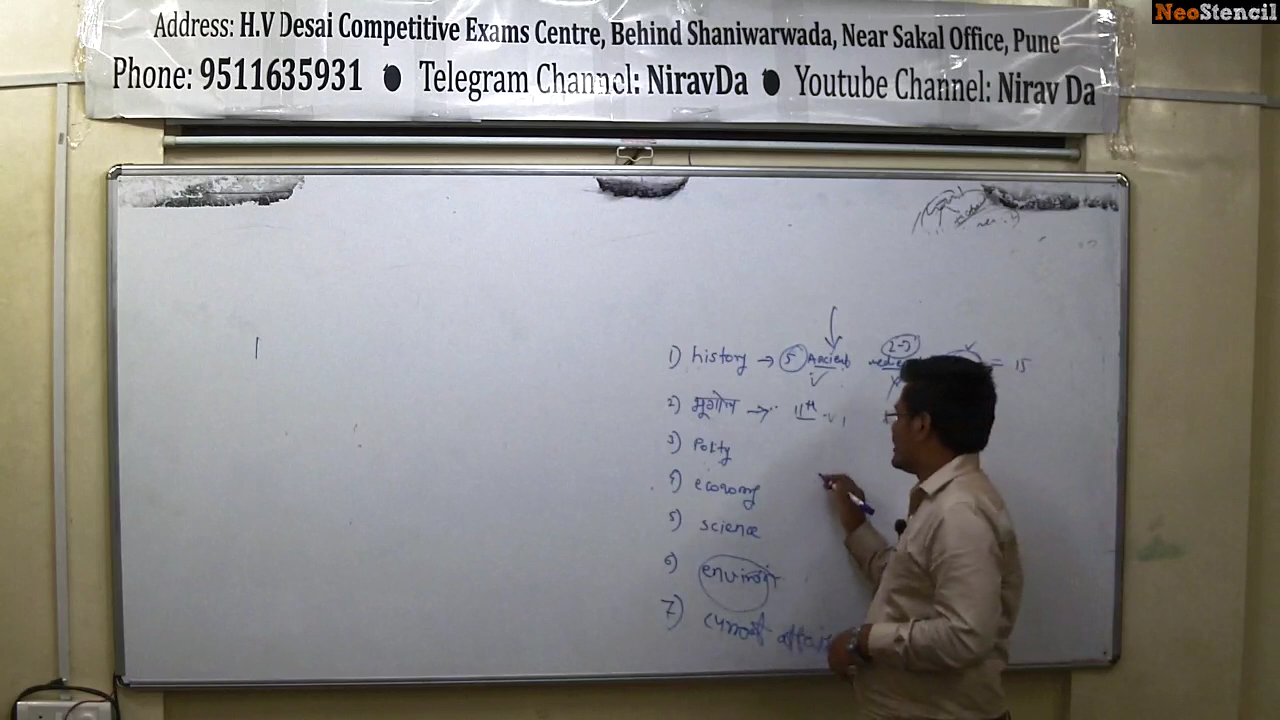 NeoStencil
Address: H.V Desai Competitive Exams Centre, Behind Shaniwarwada, Near Sakal Office, Pune
Phone: 9511635931 ● Telegram Channel: NiravDa ● Youtube Channel: Nirav Da
1) history → 5 Ancient 2-3 = 15
2) भूगोल → 11th
3) Polity
4) economy
5) science
6)
7) current affairs